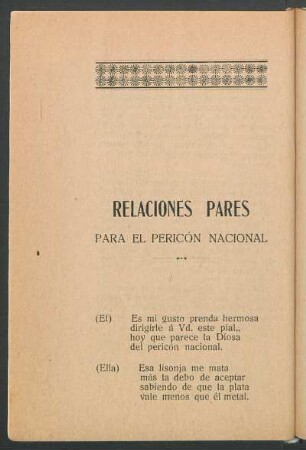 RELACIONES PARES
PARA EL PERICÓN NACIONAL
(El) Es mi gusto prenda hermosa
dirigirle á Vd. este pial,,
hoy que parece la Diosa
del pericón nacional.
(Ella) Esa lisonja me mata
mós la debo de aceptar
sabiendo de que la plata
vale menos que él metal.